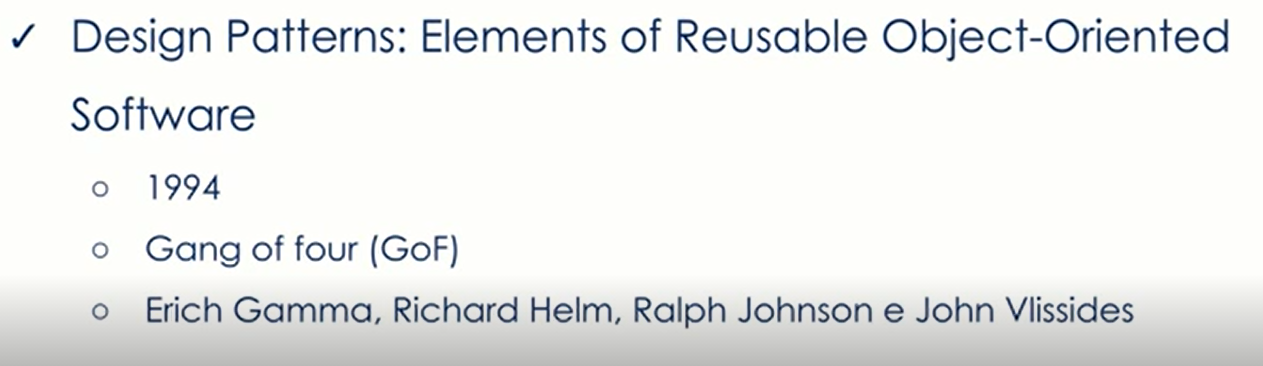 ✓ Design Patterns: Elements of Reusable Object-Oriented
Software
○ 1994
○ Gang of four (GoF)
○ Erich Gamma, Richard Helm, Ralph Johnson e John Vlissides